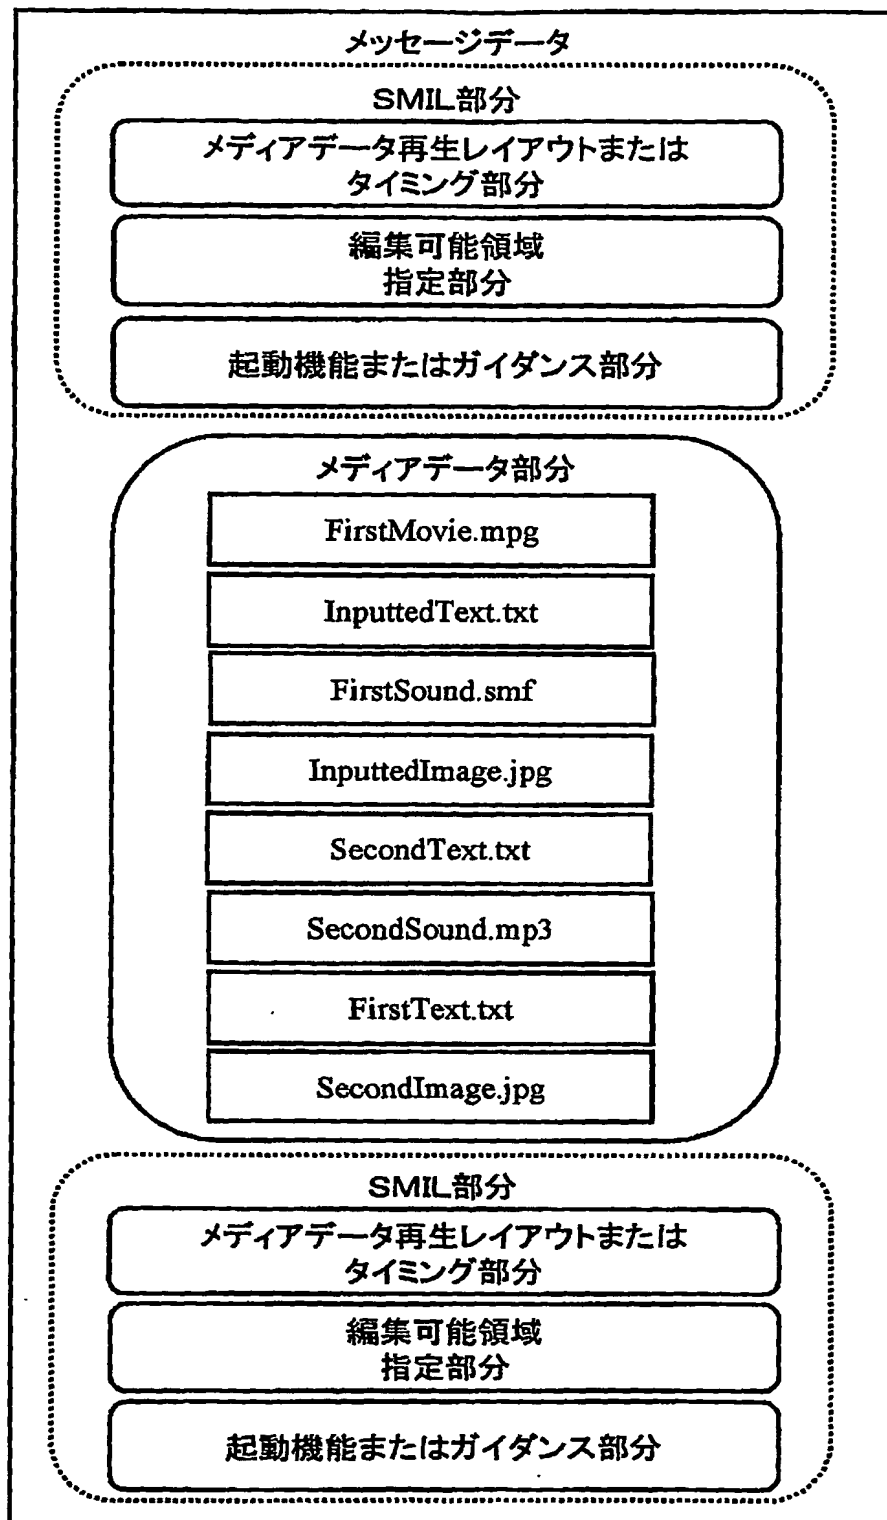 メッセージデータ
SMIL部分
メディアデータ再生レイアウトまたは
タイミング部分
編集可能領域
指定部分
起動機能またはガイダンス部分
メディアデータ部分
FirstMovie.mpg
InputtedText.txt
FirstSound.smf
InputtedImage.jpg
SecondText.txt
SecondSound.mp3
FirstText.txt
SecondImage.jpg
SMIL部分
メディアデータ再生レイアウトまたは
タイミング部分
編集可能領域
指定部分
起動機能またはガイダンス部分